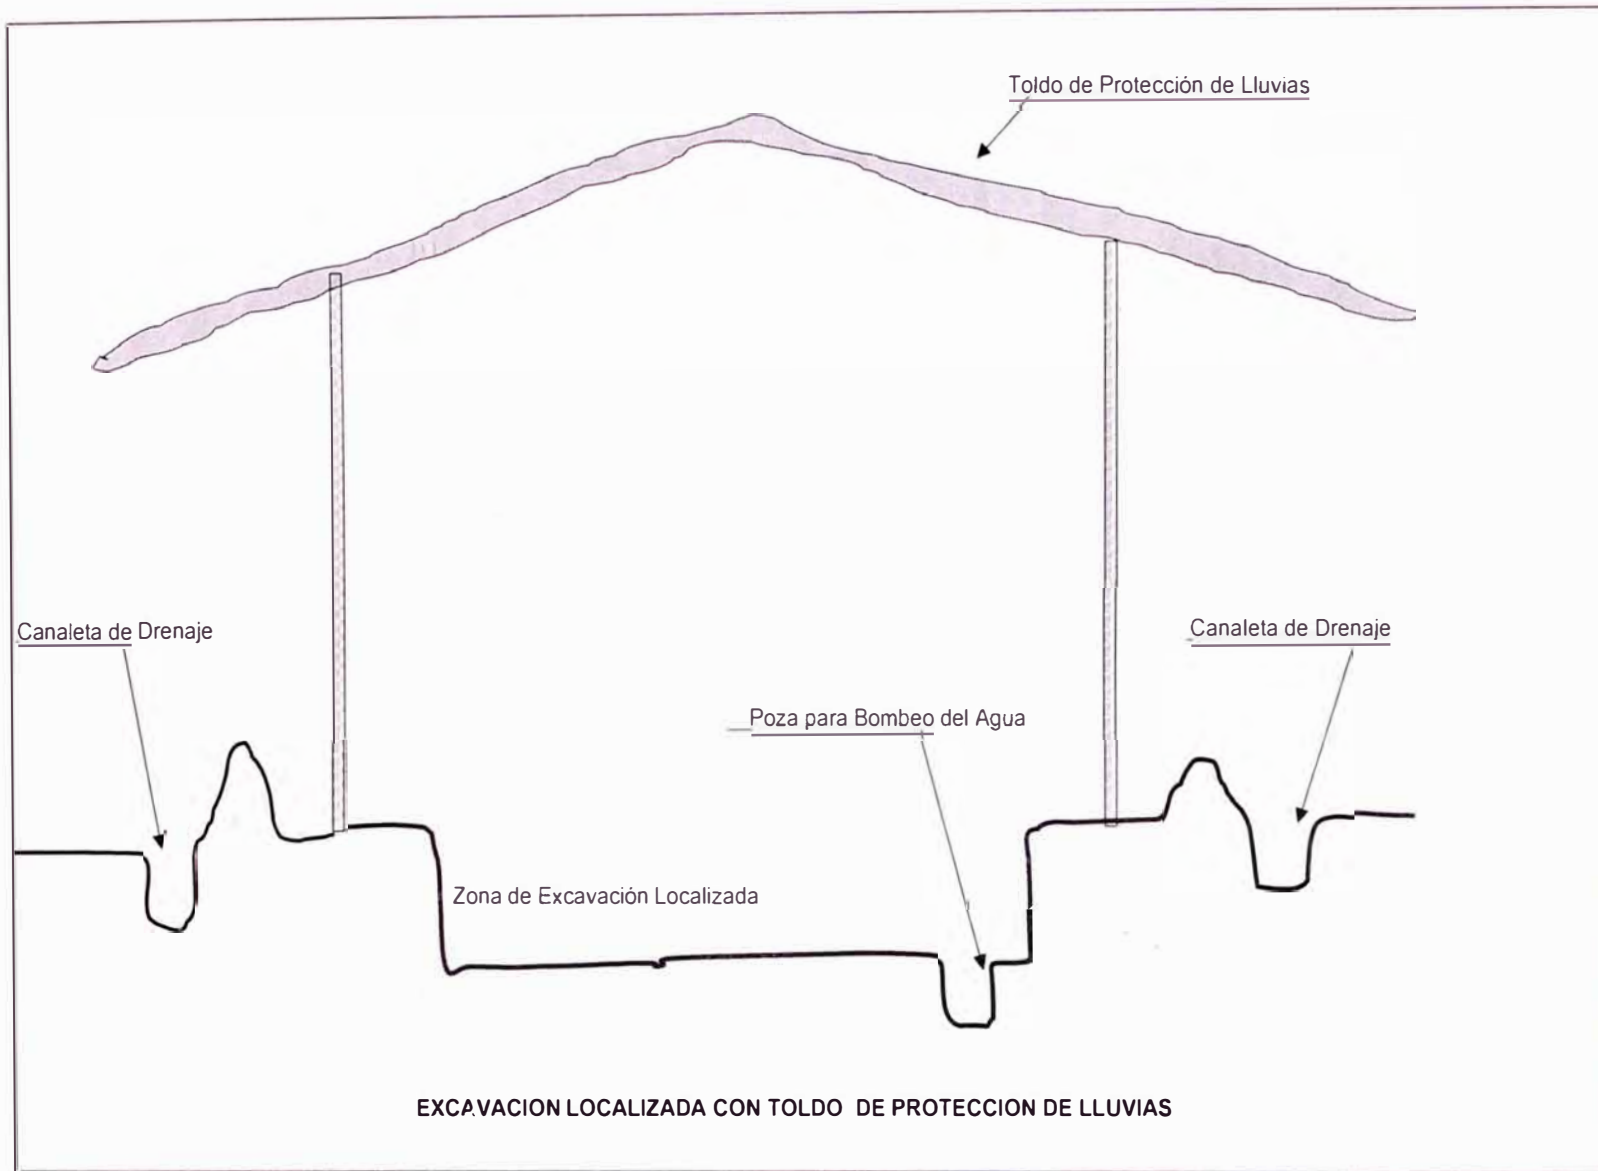 Toldo de Protección de Lluvias
Canaleta de Drenaje
Canaleta de Drenaje
Poza para Bombeo del Agua
Zona de Excavación Localizada
EXCAVACION LOCALIZADA CON TOLDO DE PROTECCION DE LLUVIAS